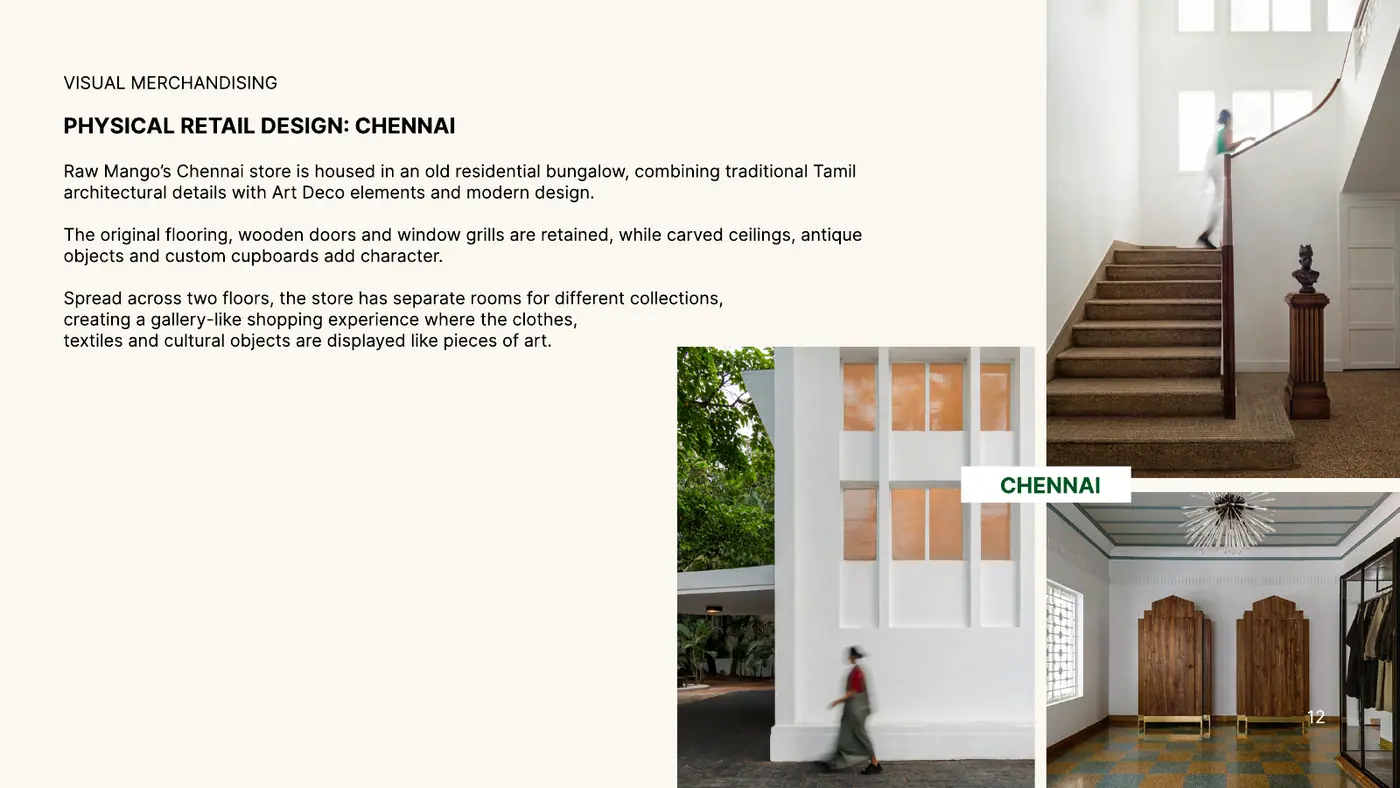 VISUAL MERCHANDISING
PHYSICAL RETAIL DESIGN: CHENNAI
Raw Mango’s Chennai store is housed in an old residential bungalow, combining traditional Tamil
architectural details with Art Deco elements and modern design.
The original flooring, wooden doors and window grills are retained, while carved ceilings, antique
objects and custom cupboards add character.
Spread across two floors, the store has separate rooms for different collections,
creating a gallery-like shopping experience where the clothes,
textiles and cultural objects are displayed like pieces of art.
CHENNAI
12